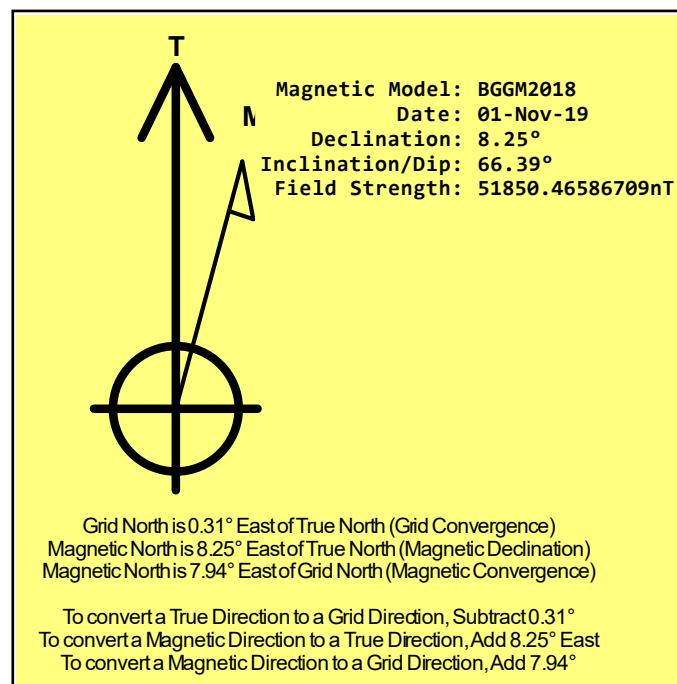 T
M
Magnetic Model: BGGM2018
Date: 01-Nov-19
Declination: 8.25°
Inclination/Dip: 66.39°
Field Strength: 51850.46586709nT
Grid North is 0.31° East of True North (Grid Convergence)
Magnetic North is 8.25° East of True North (Magnetic Declination)
Magnetic North is 7.94° East of Grid North (Magnetic Convergence)
To convert a True Direction to a Grid Direction, Subtract 0.31°
To convert a Magnetic Direction to a True Direction, Add 8.25° East
To convert a Magnetic Direction to a Grid Direction, Add 7.94°